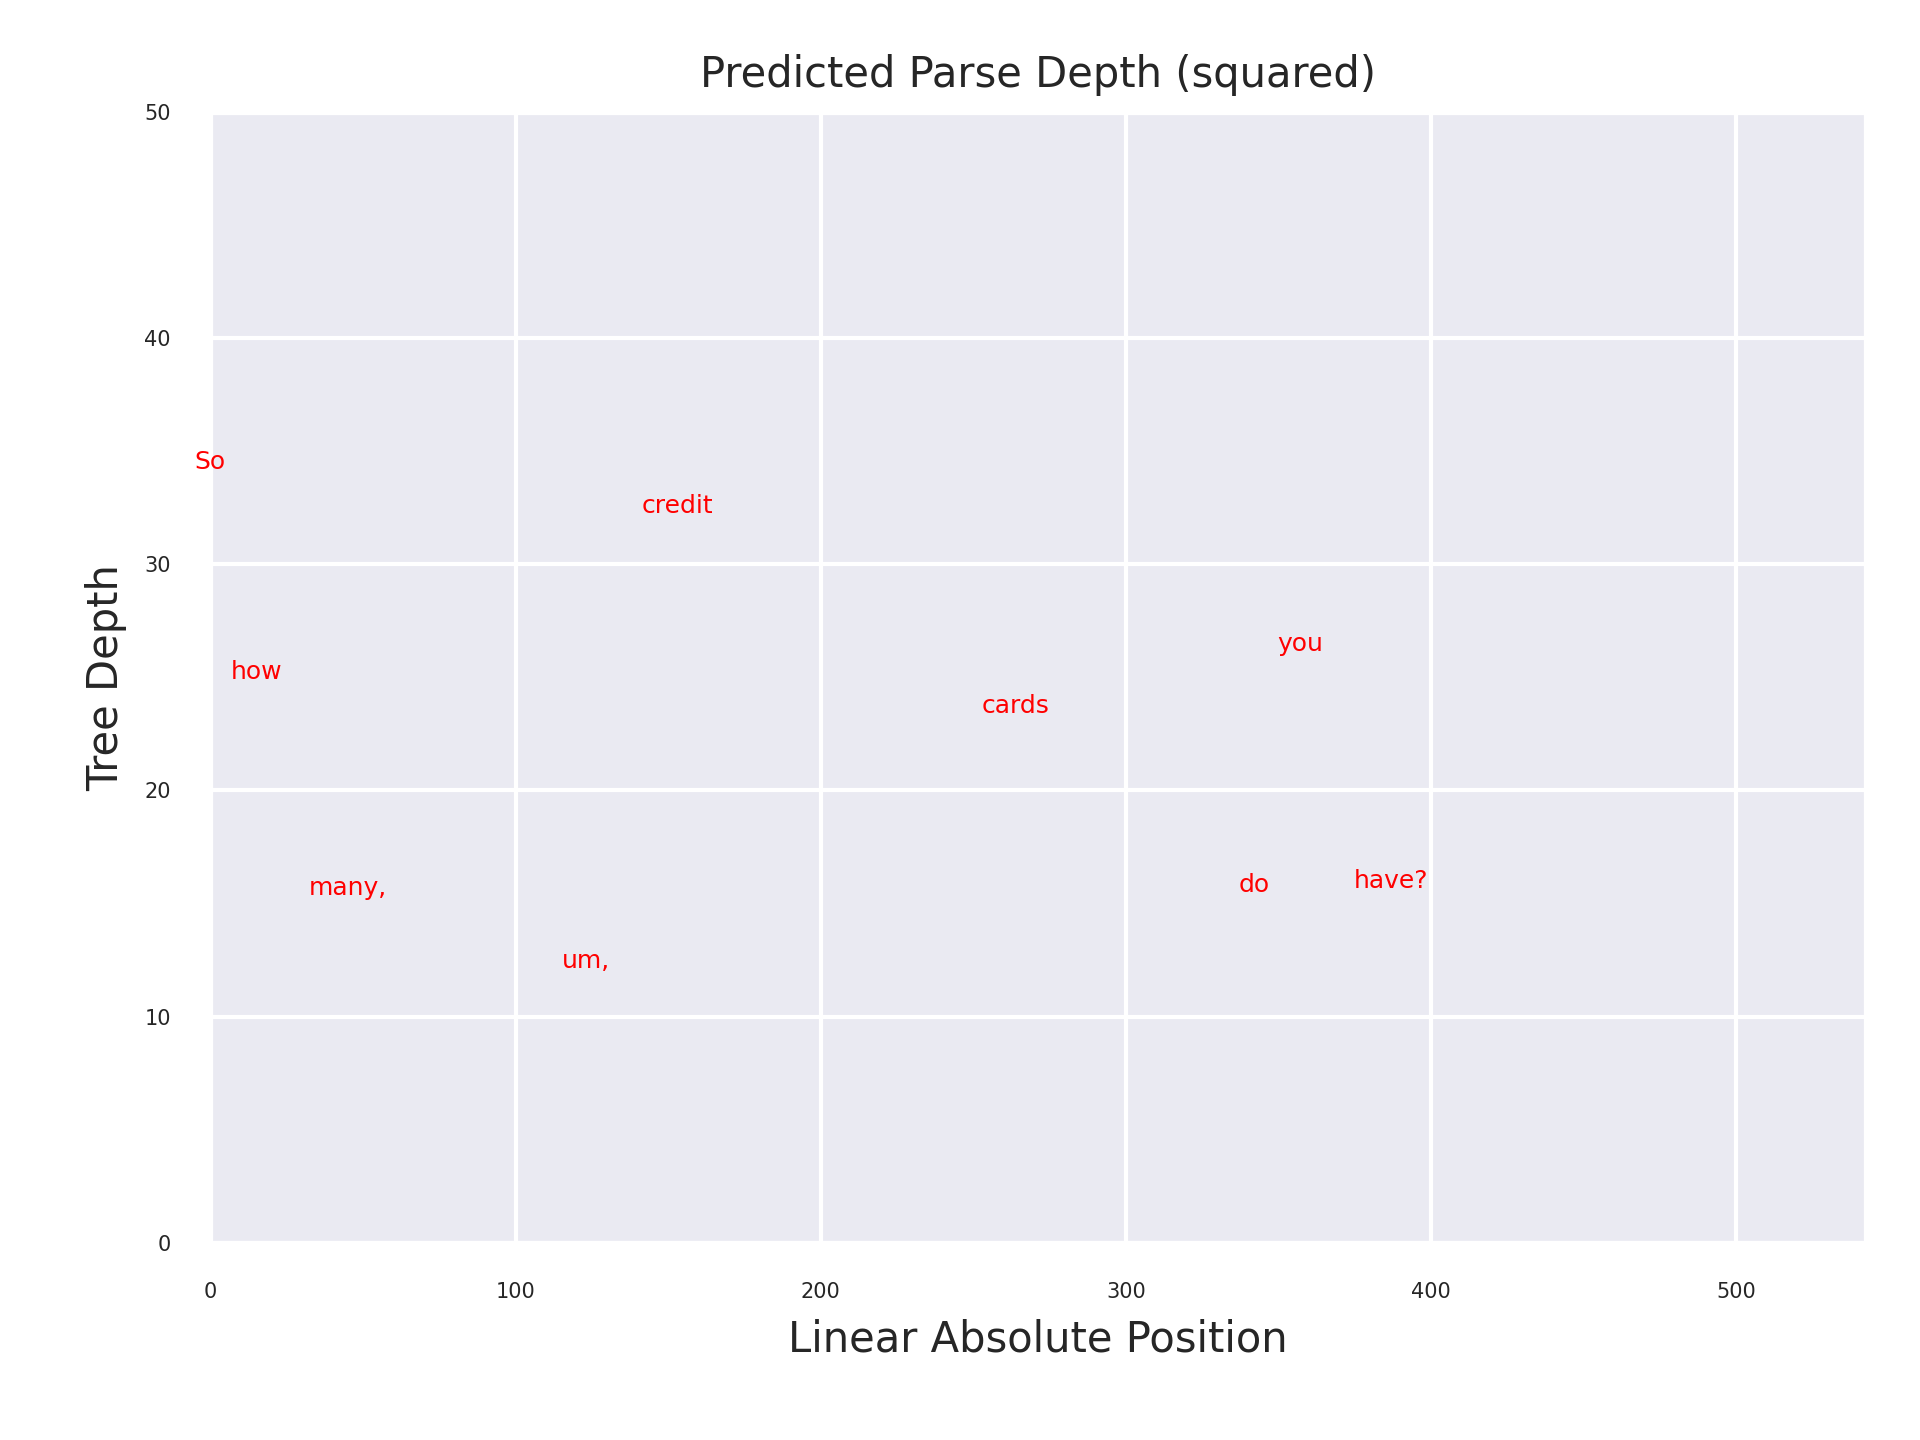 Predicted Parse Depth (squared)
50
40
So
credit
30
you
how
cards
Tree Depth
20
have?
do
many,
um,
10
0
0 100 200 300 400 500
Linear Absolute Position